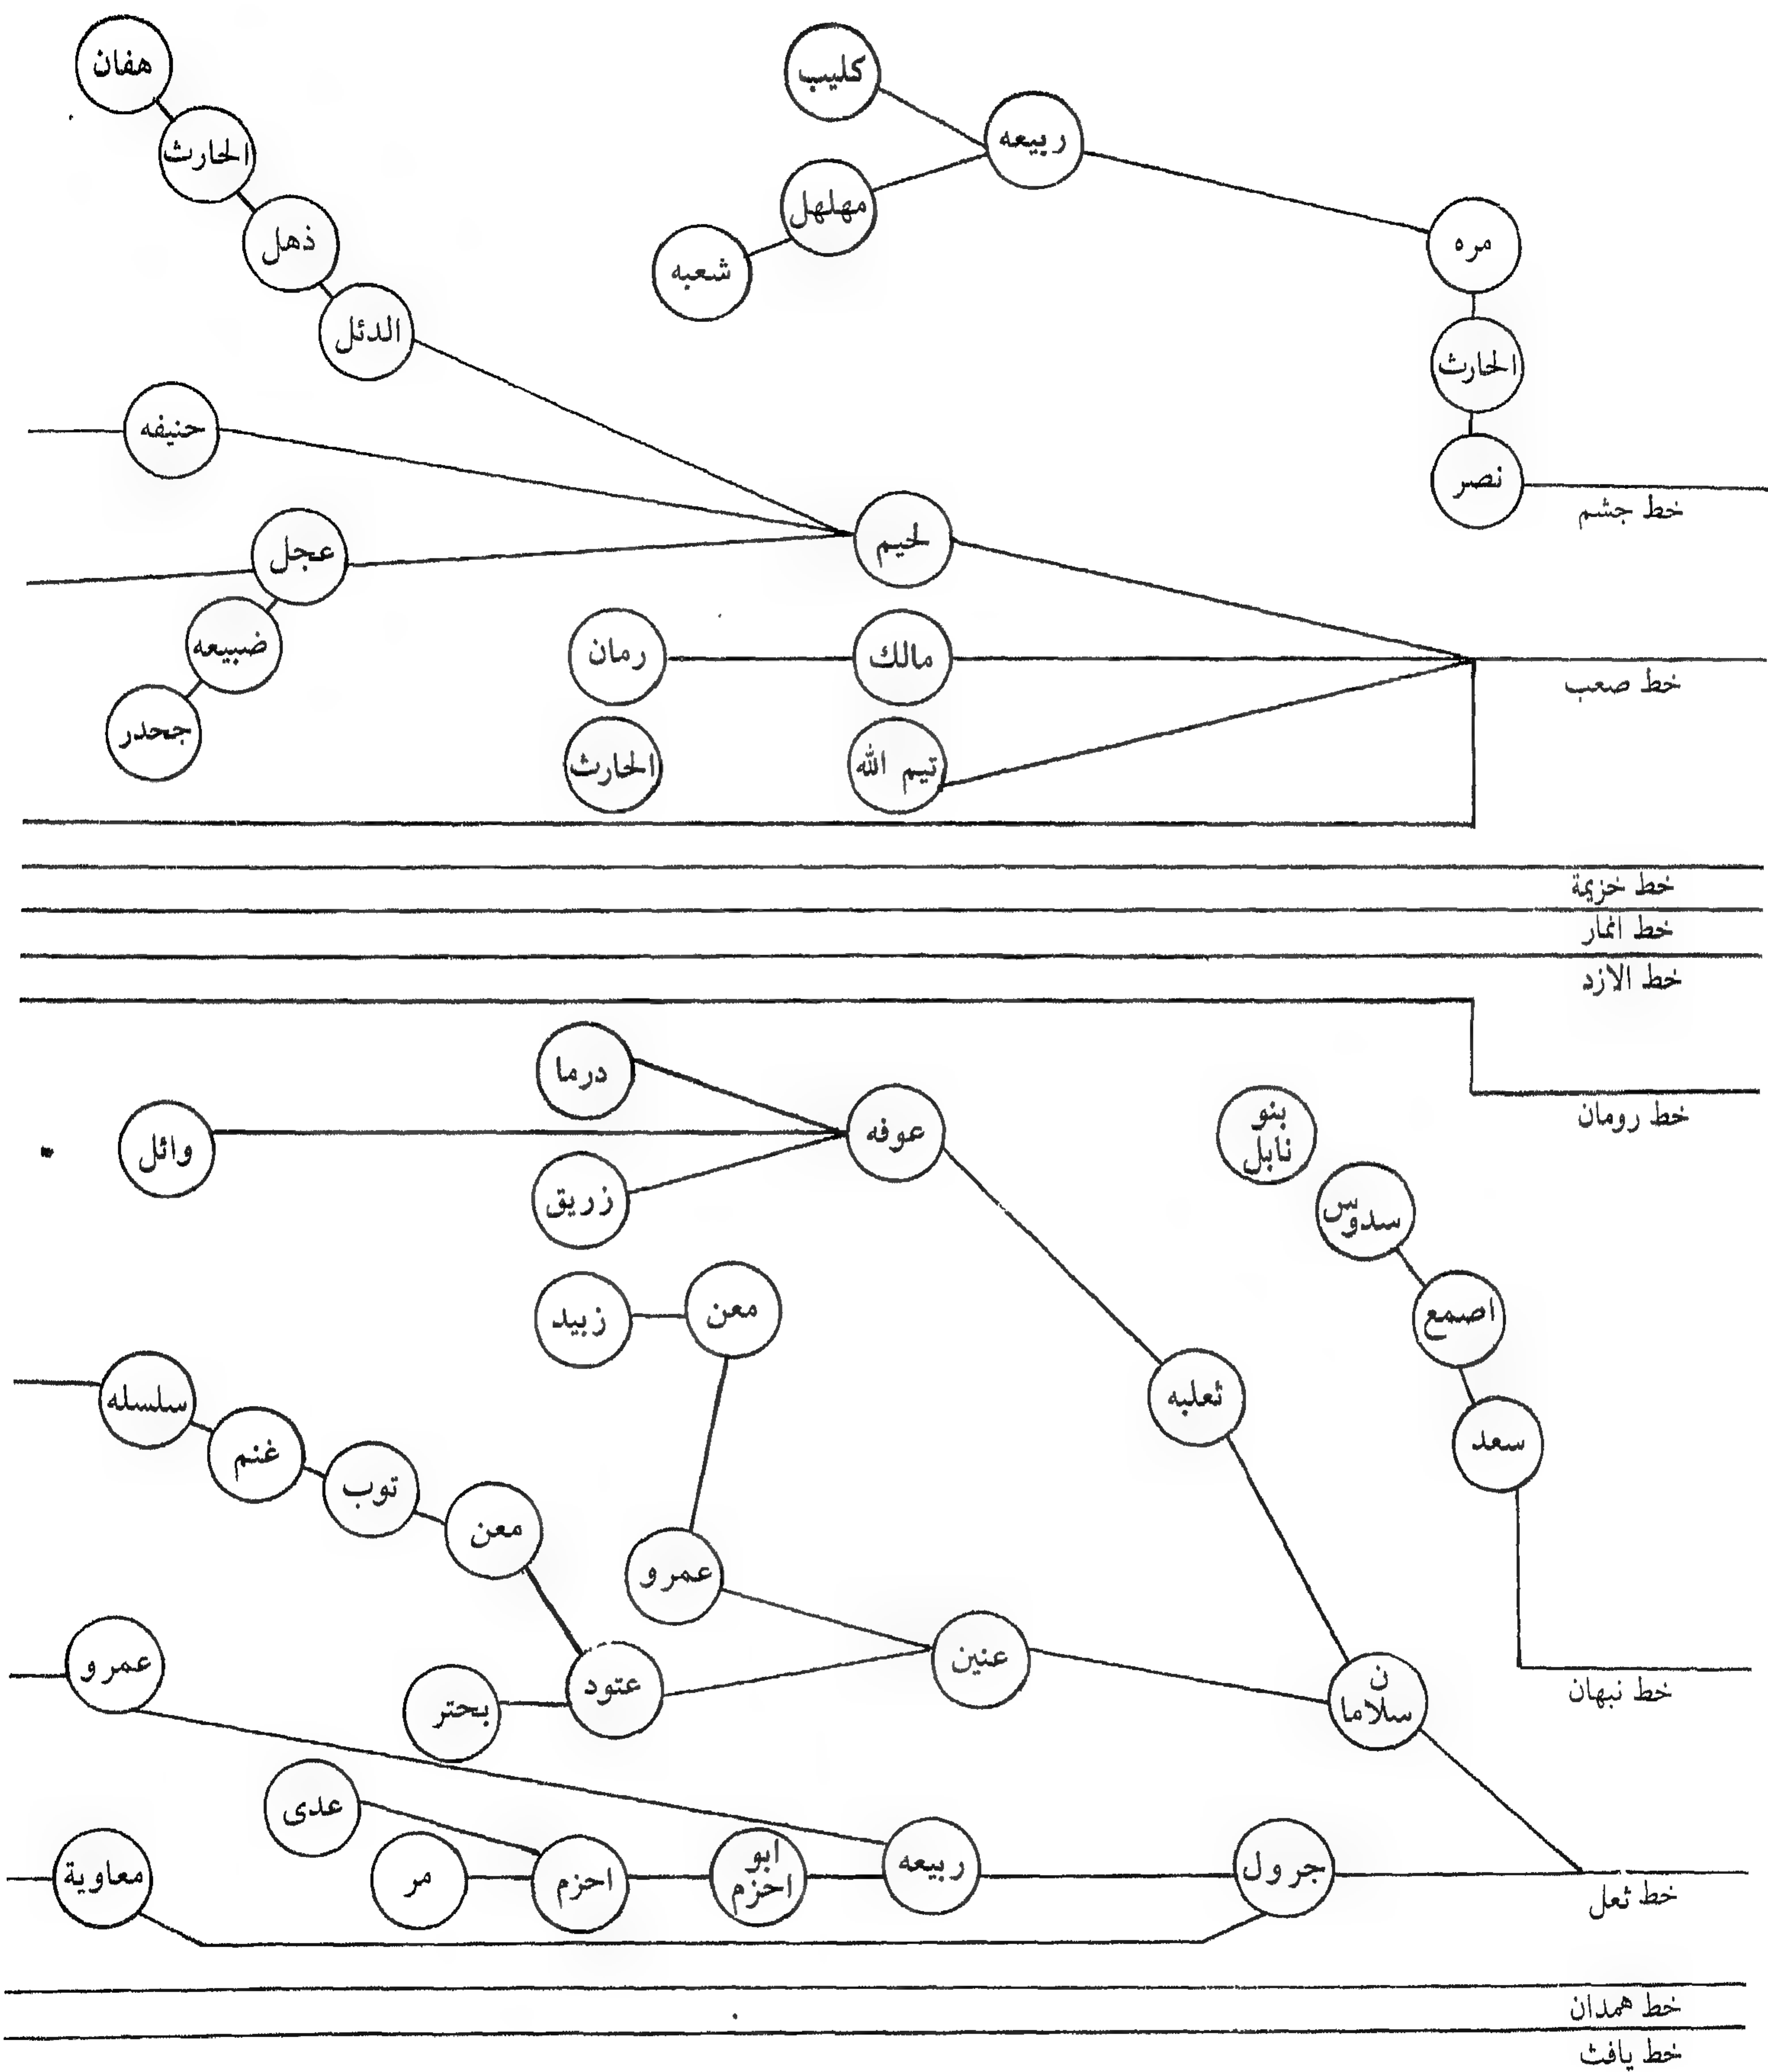 هفان
كليب
الحارث
ربيعه
مهلهل
مره
ذهل
شعبه
الدئل
الحارث
حنيفه
نصر
خط جشم
عجل
لحيم
ضبيعه
رمان
مالك
خط صعب
جحدر
الحارث
تيم الله
خط خزيمة
خط انمار
خط الازد
درما
خط رومان
عوفه
بنو
نابل
وائل
زريق
سدوس
زبيد
معن
اصمع
سلسله
ثعلبه
غنم
توب
سعد
معن
عمرو
عمرو
عنين
عتود
بحتر
ن
سلاما
خط نبهان
عدى
معاوية
مر
احزم
ابو
احزم
ربيعه
جرول
خط ثعل
خط همدان
خط يافث